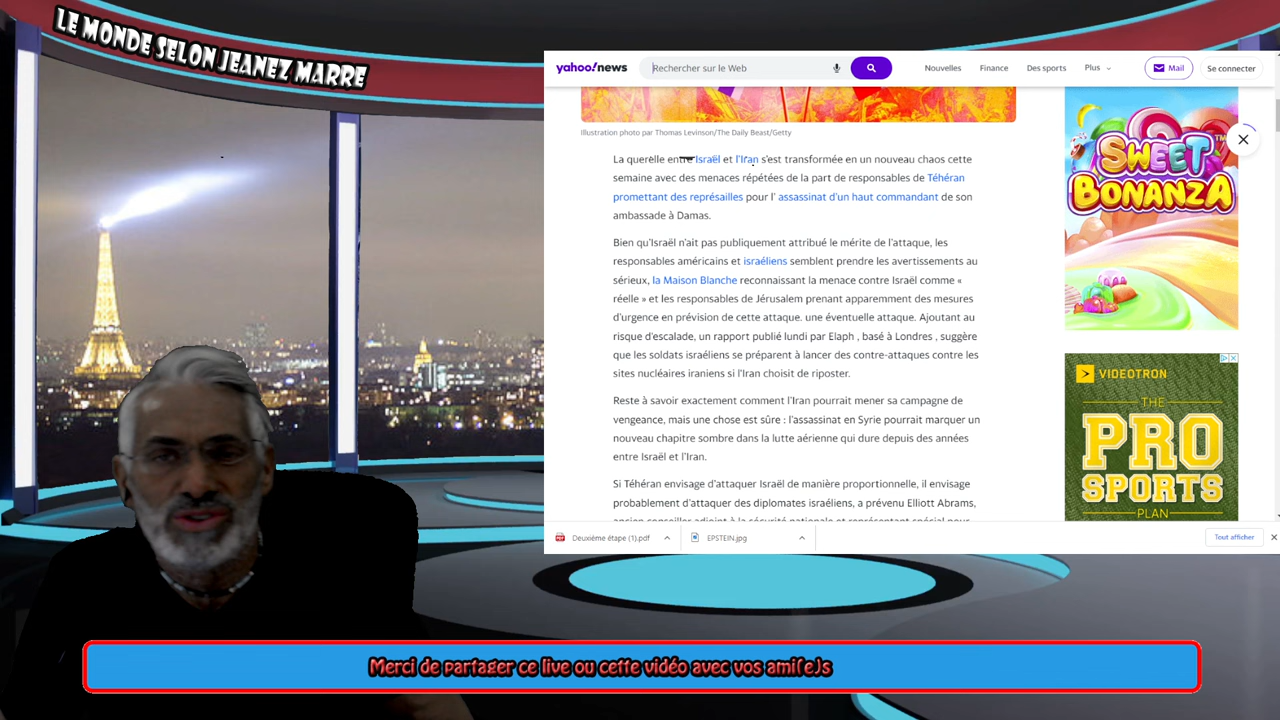 LE MONDE SELON JEANEZ MARRE
yahoo!news
Rechercher sur le Web
Nouvelles
Finance
Des sports
Plus
Mail
Se connecter
Illustration photo par Thomas Levinson/The Daily Beast/Getty
La querelle entre Israël et l'Iran s'est transformée en un nouveau chaos cette
semaine avec des menaces répétées de la part de responsables de Téhéran
promettant des représailles pour l' assassinat d'un haut commandant de son
ambassade à Damas.
Bien qu'Israël n'ait pas publiquement attribué le mérite de l'attaque, les
responsables américains et israéliens semblent prendre les avertissements au
sérieux, la Maison Blanche reconnaissant la menace contre Israël comme «
réelle » et les responsables de Jérusalem prenant apparemment des mesures
d'urgence en prévision de cette attaque. une éventuelle attaque. Ajoutant au
risque d'escalade, un rapport publié lundi par Elaph , basé à Londres , suggère
que les soldats israéliens se préparent à lancer des contre-attaques contre les
sites nucléaires iraniens si l'Iran choisit de riposter.
Reste à savoir exactement comment l'Iran pourrait mener sa campagne de
vengeance, mais une chose est sûre : l'assassinat en Syrie pourrait marquer un
nouveau chapitre sombre dans la lutte aérienne qui dure depuis des années
entre Israël et l'Iran.
Si Téhéran envisage d'attaquer Israël de manière proportionnelle, il envisage
probablement d'attaquer des diplomates israéliens, a prévenu Elliott Abrams,
ancien conseiller adjoint à la sécurité nationale et représentant spécial pour
SWEET
BONANZA™
VIDEOTRON
THE
PRO
SPORTS
PLAN
Deuxième étape (1).pdf
EPSTEIN.jpg
Tout afficher
Merci de partager ce live ou cette vidéo avec vos ami(e)s